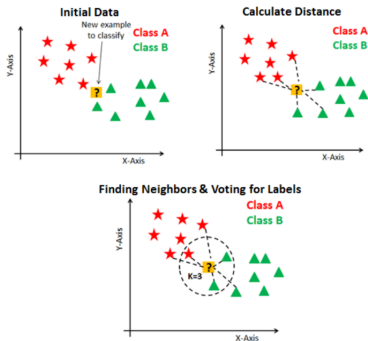 Initial Data
New example
to classify
Class A
Class B
Y-Axis
?
X-Axis
Calculate Distance
Class A
Class B
Y-Axis
?
X-Axis
Finding Neighbors & Voting for Labels
Class A
Class B
Y-Axis
?
K=3
X-Axis